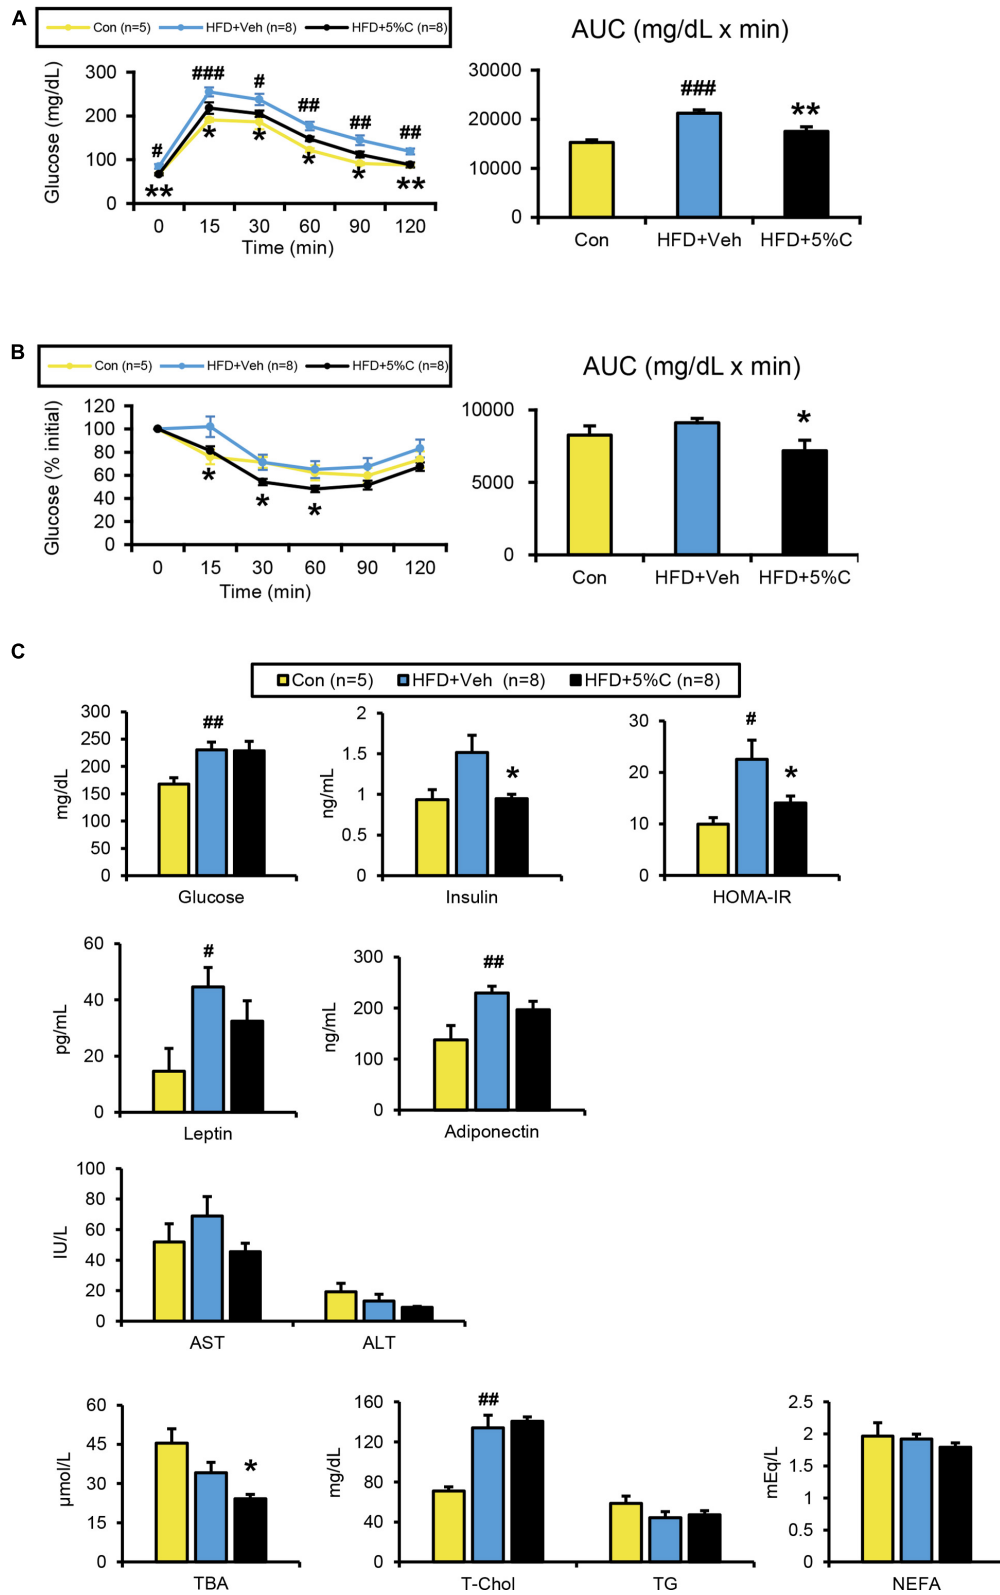 A
Con (n=5) HFD+Veh (n=8) HFD+5%C (n=8)
AUC (mg/dL x min)
Glucose (mg/dL)
300
200
100
0
###
#
##
##
##
#
*
*
*
*
**
**
0 15 30 60 90 120
Time (min)
30000
20000
10000
0
###
**
Con HFD+Veh HFD+5%C
B
Con (n=5) HFD+Veh (n=8) HFD+5%C (n=8)
AUC (mg/dL x min)
Glucose (% initial)
120
100
80
60
40
20
0
*
*
*
0 15 30 60 90 120
Time (min)
10000
5000
0
*
Con HFD+Veh HFD+5%C
C
Con (n=5) HFD+Veh (n=8) HFD+5%C (n=8)
mg/dL
300
250
200
150
100
50
0
##
Glucose
ng/mL
2
1.5
1
0.5
0
*
Insulin
30
20
10
0
#
*
HOMA-IR
pg/mL
60
40
20
0
#
Leptin
ng/mL
300
200
100
0
##
Adiponectin
IU/L
100
80
60
40
20
0
AST ALT
µmol/L
60
45
30
15
0
*
TBA
mg/dL
160
120
80
40
0
##
T-Chol TG
mEq/L
2.5
2
1.5
1
0.5
0
NEFA